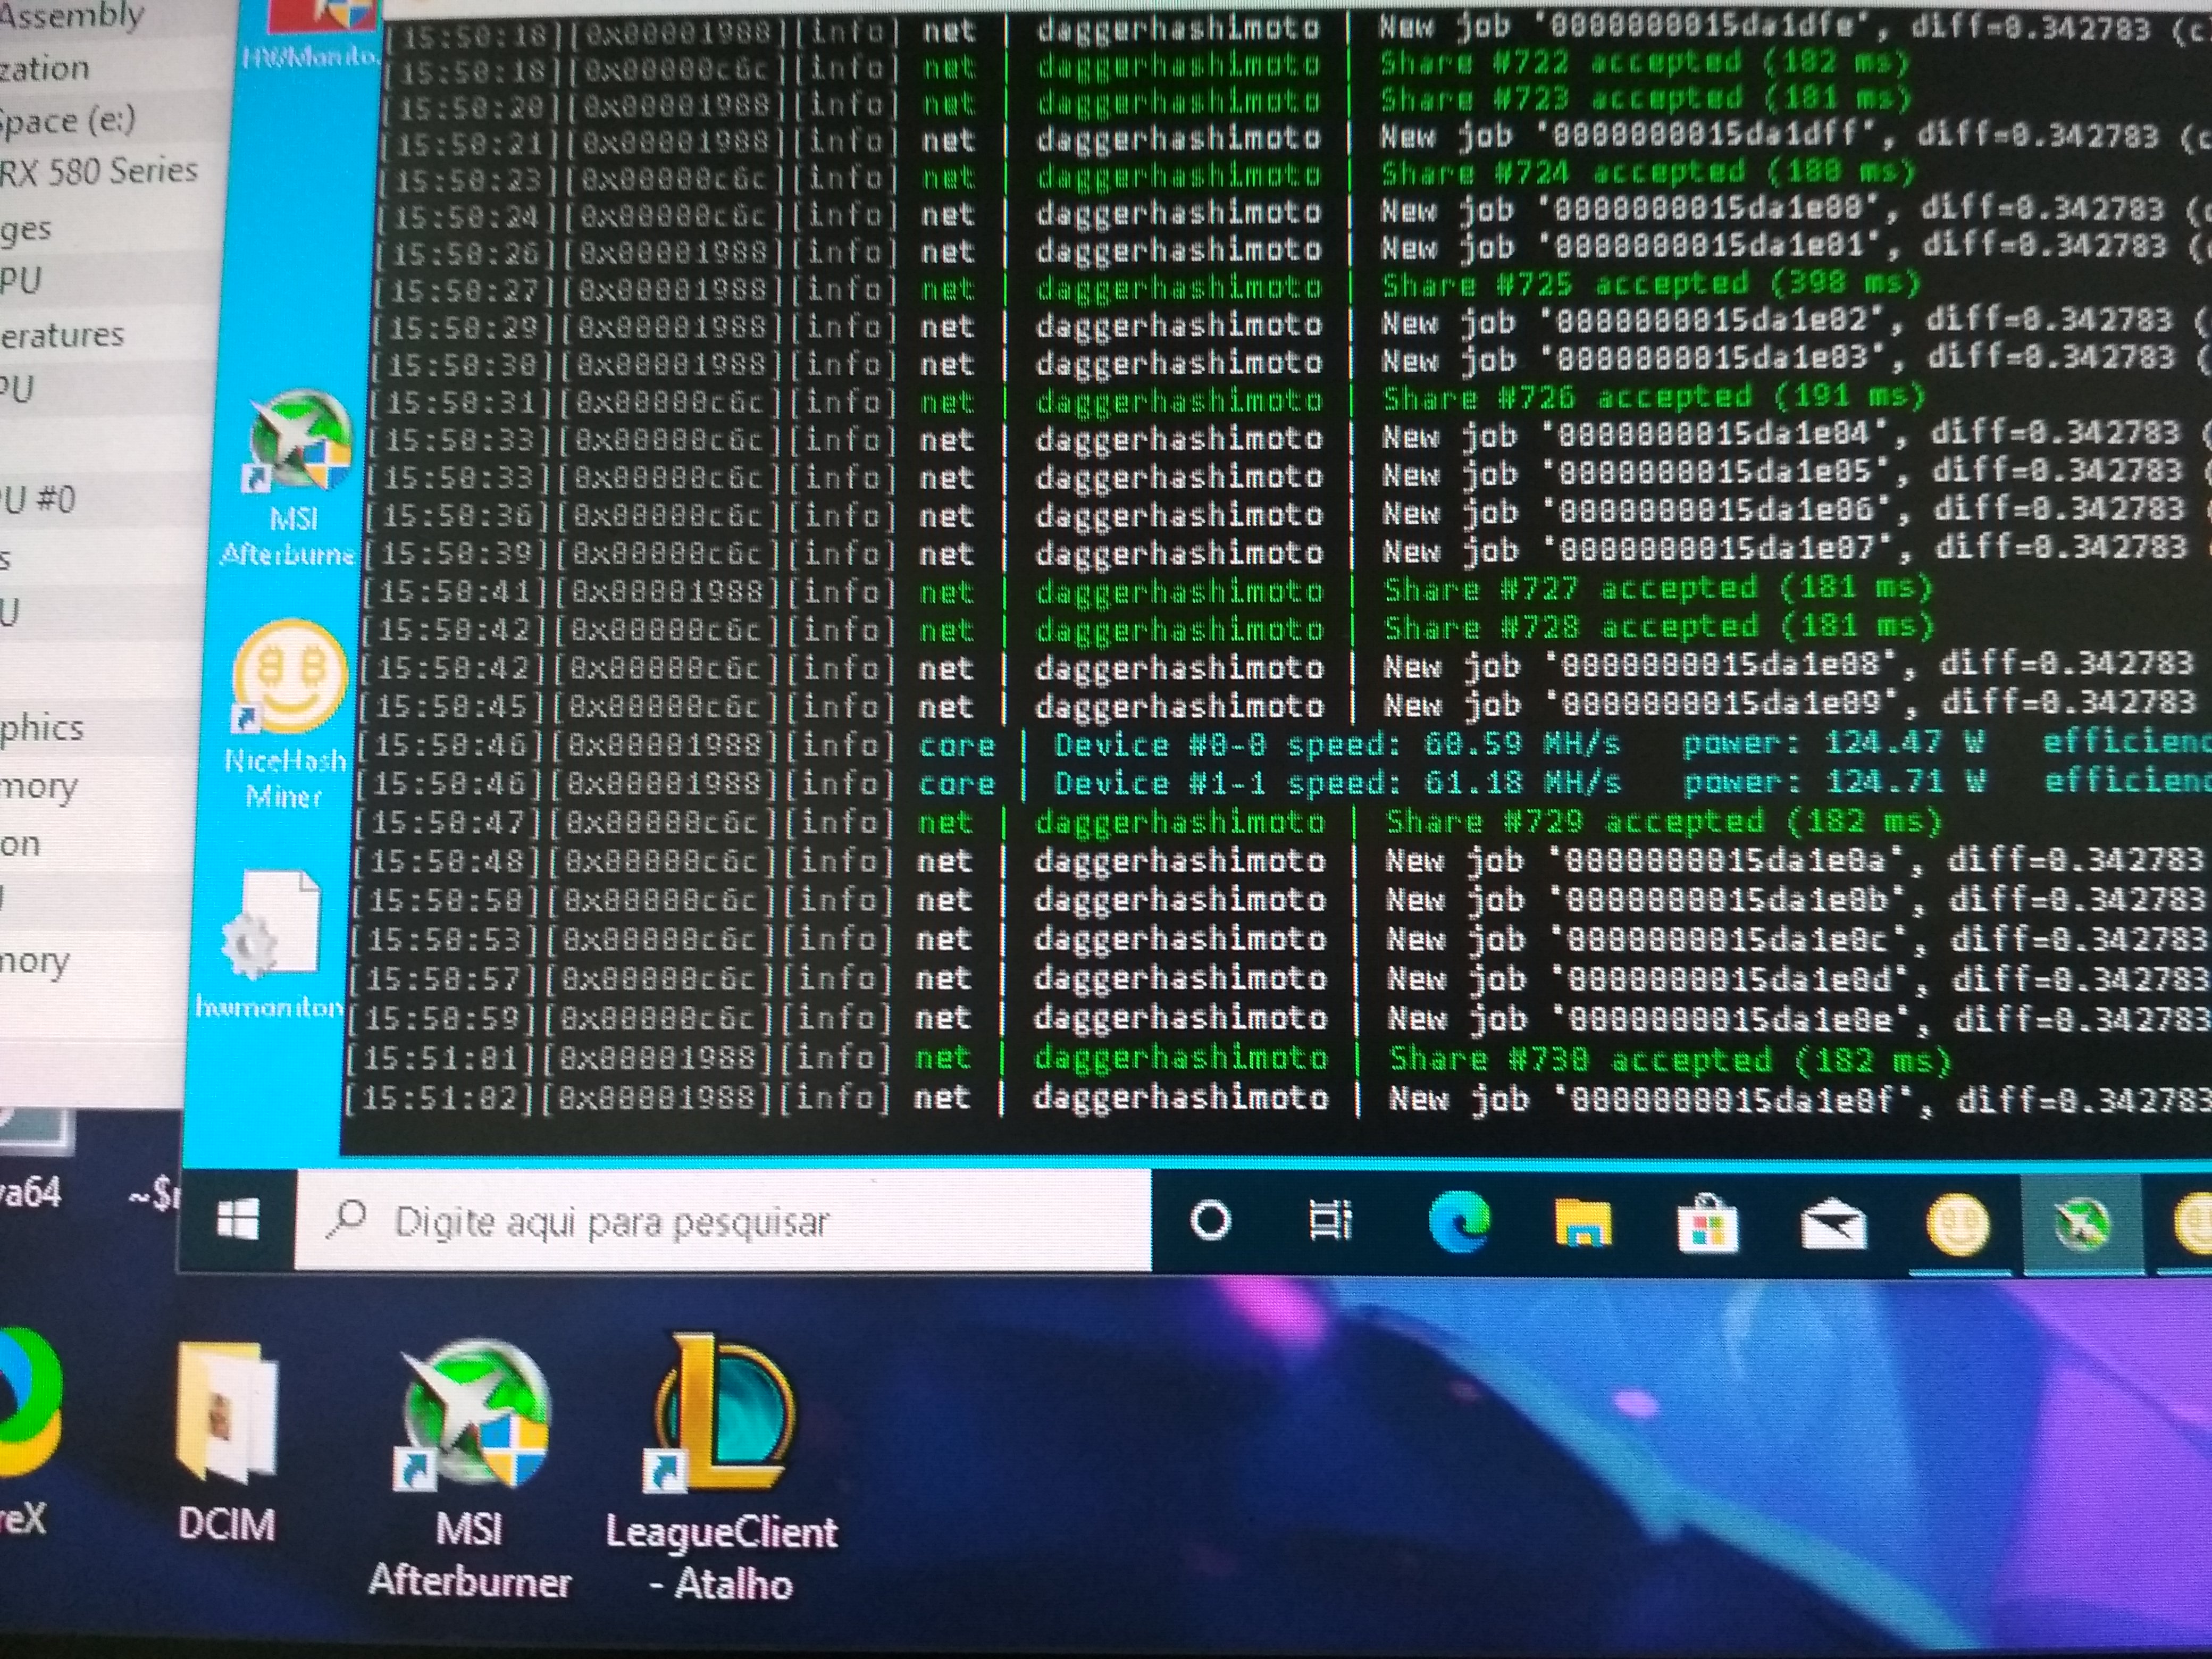 Assembly
zation
Space (e:)
RX 580 Series
ges
PU
eratures
PU
PU #0
s
U
phics
mory
on
mory
HWMonito.
MSI
Afterburne
NiceHash
Miner
hwmoniton
[15:50:18][0x00001988][info] net | daggerhashimoto | New job '0000000015da1dfe', diff=0.342783 (c
[15:50:18][0x00000c6c][info] net | daggerhashimoto | Share #722 accepted (182 ms)
[15:50:20][0x00001988][info] net | daggerhashimoto | Share #723 accepted (181 ms)
[15:50:21][0x00001988][info] net | daggerhashimoto | New job '0000000015da1dff', diff=0.342783 (c
[15:50:23][0x00000c6c][info] net | daggerhashimoto | Share #724 accepted (180 ms)
[15:50:24][0x00000c6c][info] net | daggerhashimoto | New job '0000000015da1e00', diff=0.342783 (
[15:50:26][0x00001988][info] net | daggerhashimoto | New job '0000000015da1e01', diff=0.342783 (
[15:50:27][0x00001988][info] net | daggerhashimoto | Share #725 accepted (398 ms)
[15:50:29][0x00001988][info] net | daggerhashimoto | New job '0000000015da1e02', diff=0.342783 (
[15:50:30][0x00001988][info] net | daggerhashimoto | New job '0000000015da1e03', diff=0.342783 (
[15:50:31][0x00000c6c][info] net | daggerhashimoto | Share #726 accepted (191 ms)
[15:50:33][0x00000c6c][info] net | daggerhashimoto | New job '0000000015da1e04', diff=0.342783 (
[15:50:33][0x00000c6c][info] net | daggerhashimoto | New job '0000000015da1e05', diff=0.342783 (
[15:50:36][0x00000c6c][info] net | daggerhashimoto | New job '0000000015da1e06', diff=0.342783
[15:50:39][0x00000c6c][info] net | daggerhashimoto | New job '0000000015da1e07', diff=0.342783
[15:50:41][0x00001988][info] net | daggerhashimoto | Share #727 accepted (181 ms)
[15:50:42][0x00000c6c][info] net | daggerhashimoto | Share #728 accepted (181 ms)
[15:50:42][0x00000c6c][info] net | daggerhashimoto | New job '0000000015da1e08', diff=0.342783
[15:50:45][0x00000c6c][info] net | daggerhashimoto | New job '0000000015da1e09', diff=0.342783
[15:50:46][0x00001988][info] core | Device #0-0 speed: 60.59 MH/s power: 124.47 W efficien
[15:50:46][0x00001988][info] core | Device #1-1 speed: 61.18 MH/s power: 124.71 W efficien
[15:50:47][0x00000c6c][info] net | daggerhashimoto | Share #729 accepted (182 ms)
[15:50:48][0x00000c6c][info] net | daggerhashimoto | New job '0000000015da1e0a', diff=0.342783
[15:50:50][0x00000c6c][info] net | daggerhashimoto | New job '0000000015da1e0b', diff=0.342783
[15:50:53][0x00000c6c][info] net | daggerhashimoto | New job '0000000015da1e0c', diff=0.342783
[15:50:57][0x00000c6c][info] net | daggerhashimoto | New job '0000000015da1e0d', diff=0.342783
[15:50:59][0x00000c6c][info] net | daggerhashimoto | New job '0000000015da1e0e', diff=0.342783
[15:51:01][0x00001988][info] net | daggerhashimoto | Share #730 accepted (182 ms)
[15:51:02][0x00001988][info] net | daggerhashimoto | New job '0000000015da1e0f', diff=0.342783
Digite aqui para pesquisar
va64
~$r
reX
DCIM
MSI
Afterburner
LeagueClient
- Atalho